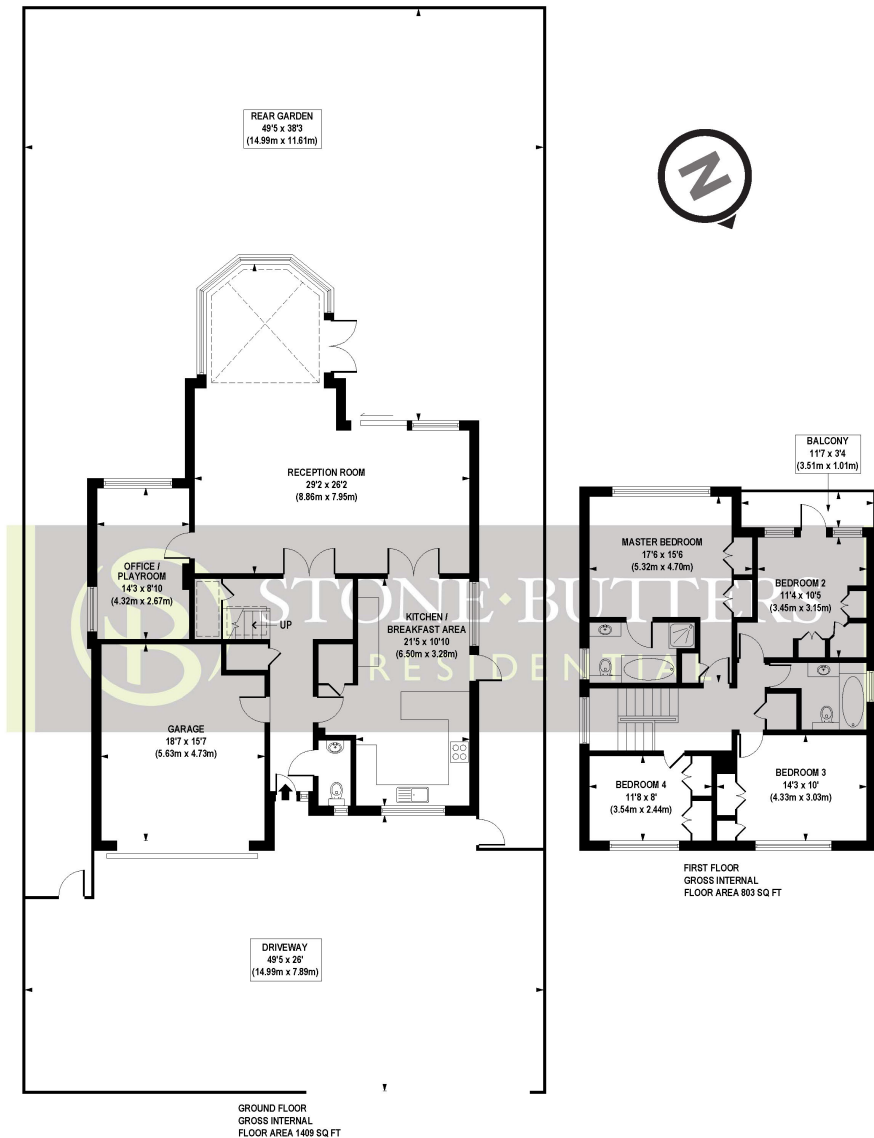 REAR GARDEN
49'5 x 38'3
(14.99m x 11.61m)
N
BALCONY
11'7 x 3'4
(3.51m x 1.01m)
RECEPTION ROOM
29'2 x 26'2
(8.86m x 7.95m)
MASTER BEDROOM
17'6 x 15'6
(5.32m x 4.70m)
OFFICE /
PLAYROOM
14'3 x 8'10
(4.32m x 2.67m)
BEDROOM 2
11'4 x 10'5
(3.45m x 3.15m)
STONE·BUTTERS
RESIDENTIAL
UP
KITCHEN /
BREAKFAST AREA
21'5 x 10'10
(6.50m x 3.28m)
GARAGE
18'7 x 15'7
(5.63m x 4.73m)
BEDROOM 4
11'8 x 8'
(3.54m x 2.44m)
BEDROOM 3
14'3 x 10'
(4.33m x 3.03m)
FIRST FLOOR
GROSS INTERNAL
FLOOR AREA 803 SQ FT
DRIVEWAY
49'5 x 26'
(14.99m x 7.89m)
GROUND FLOOR
GROSS INTERNAL
FLOOR AREA 1409 SQ FT